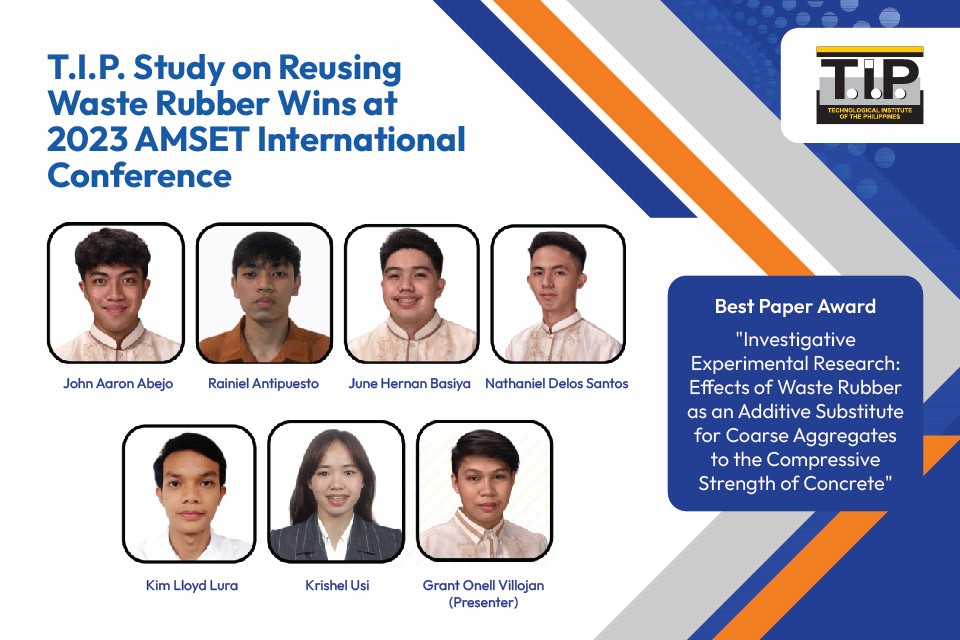 T.I.P. Study on Reusing
Waste Rubber Wins at
2023 AMSET International
Conference
T.I.P.
TECHNOLOGICAL INSTITUTE
OF THE PHILIPPINES
John Aaron Abejo
Rainiel Antipuesto
June Hernan Basiya
Nathaniel Delos Santos
Kim Lloyd Lura
Krishel Usi
Grant Onell Villojan
(Presenter)
Best Paper Award
"Investigative
Experimental Research:
Effects of Waste Rubber
as an Additive Substitute
for Coarse Aggregates
to the Compressive
Strength of Concrete"